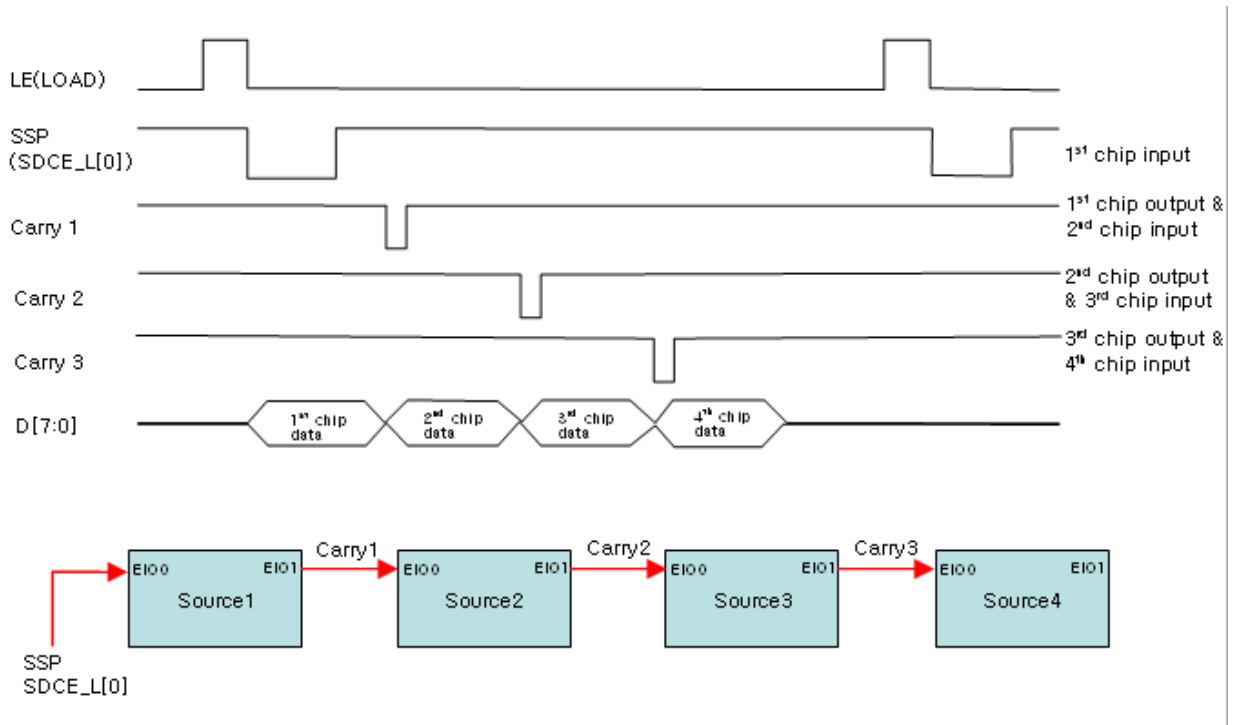 LE(LOAD)
SSP
(SDCE_L[0])
1st chip input
Carry 1
1st chip output &
2nd chip input
Carry 2
2nd chip output
& 3rd chip input
Carry 3
3rd chip output &
4th chip input
D[7:0]
1st chip
data
2nd chip
data
3rd chip
data
4th chip
data
Carry1
Carry2
Carry3
EIO0
EIO1
Source1
EIO0
EIO1
Source2
EIO0
EIO1
Source3
EIO0
EIO1
Source4
SSP
SDCE_L[0]